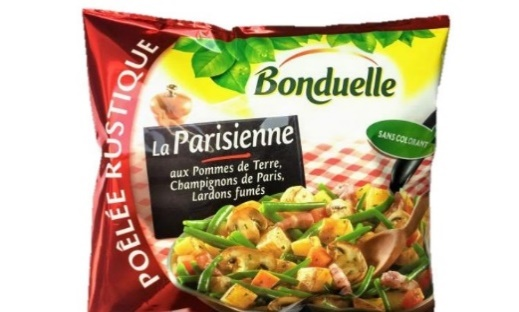 POÊLÉE RUSTIQUE
Bonduelle
La Parisienne
aux Pommes de Terre,
Champignons de Paris,
Lardons fumés
SANS COLORANT